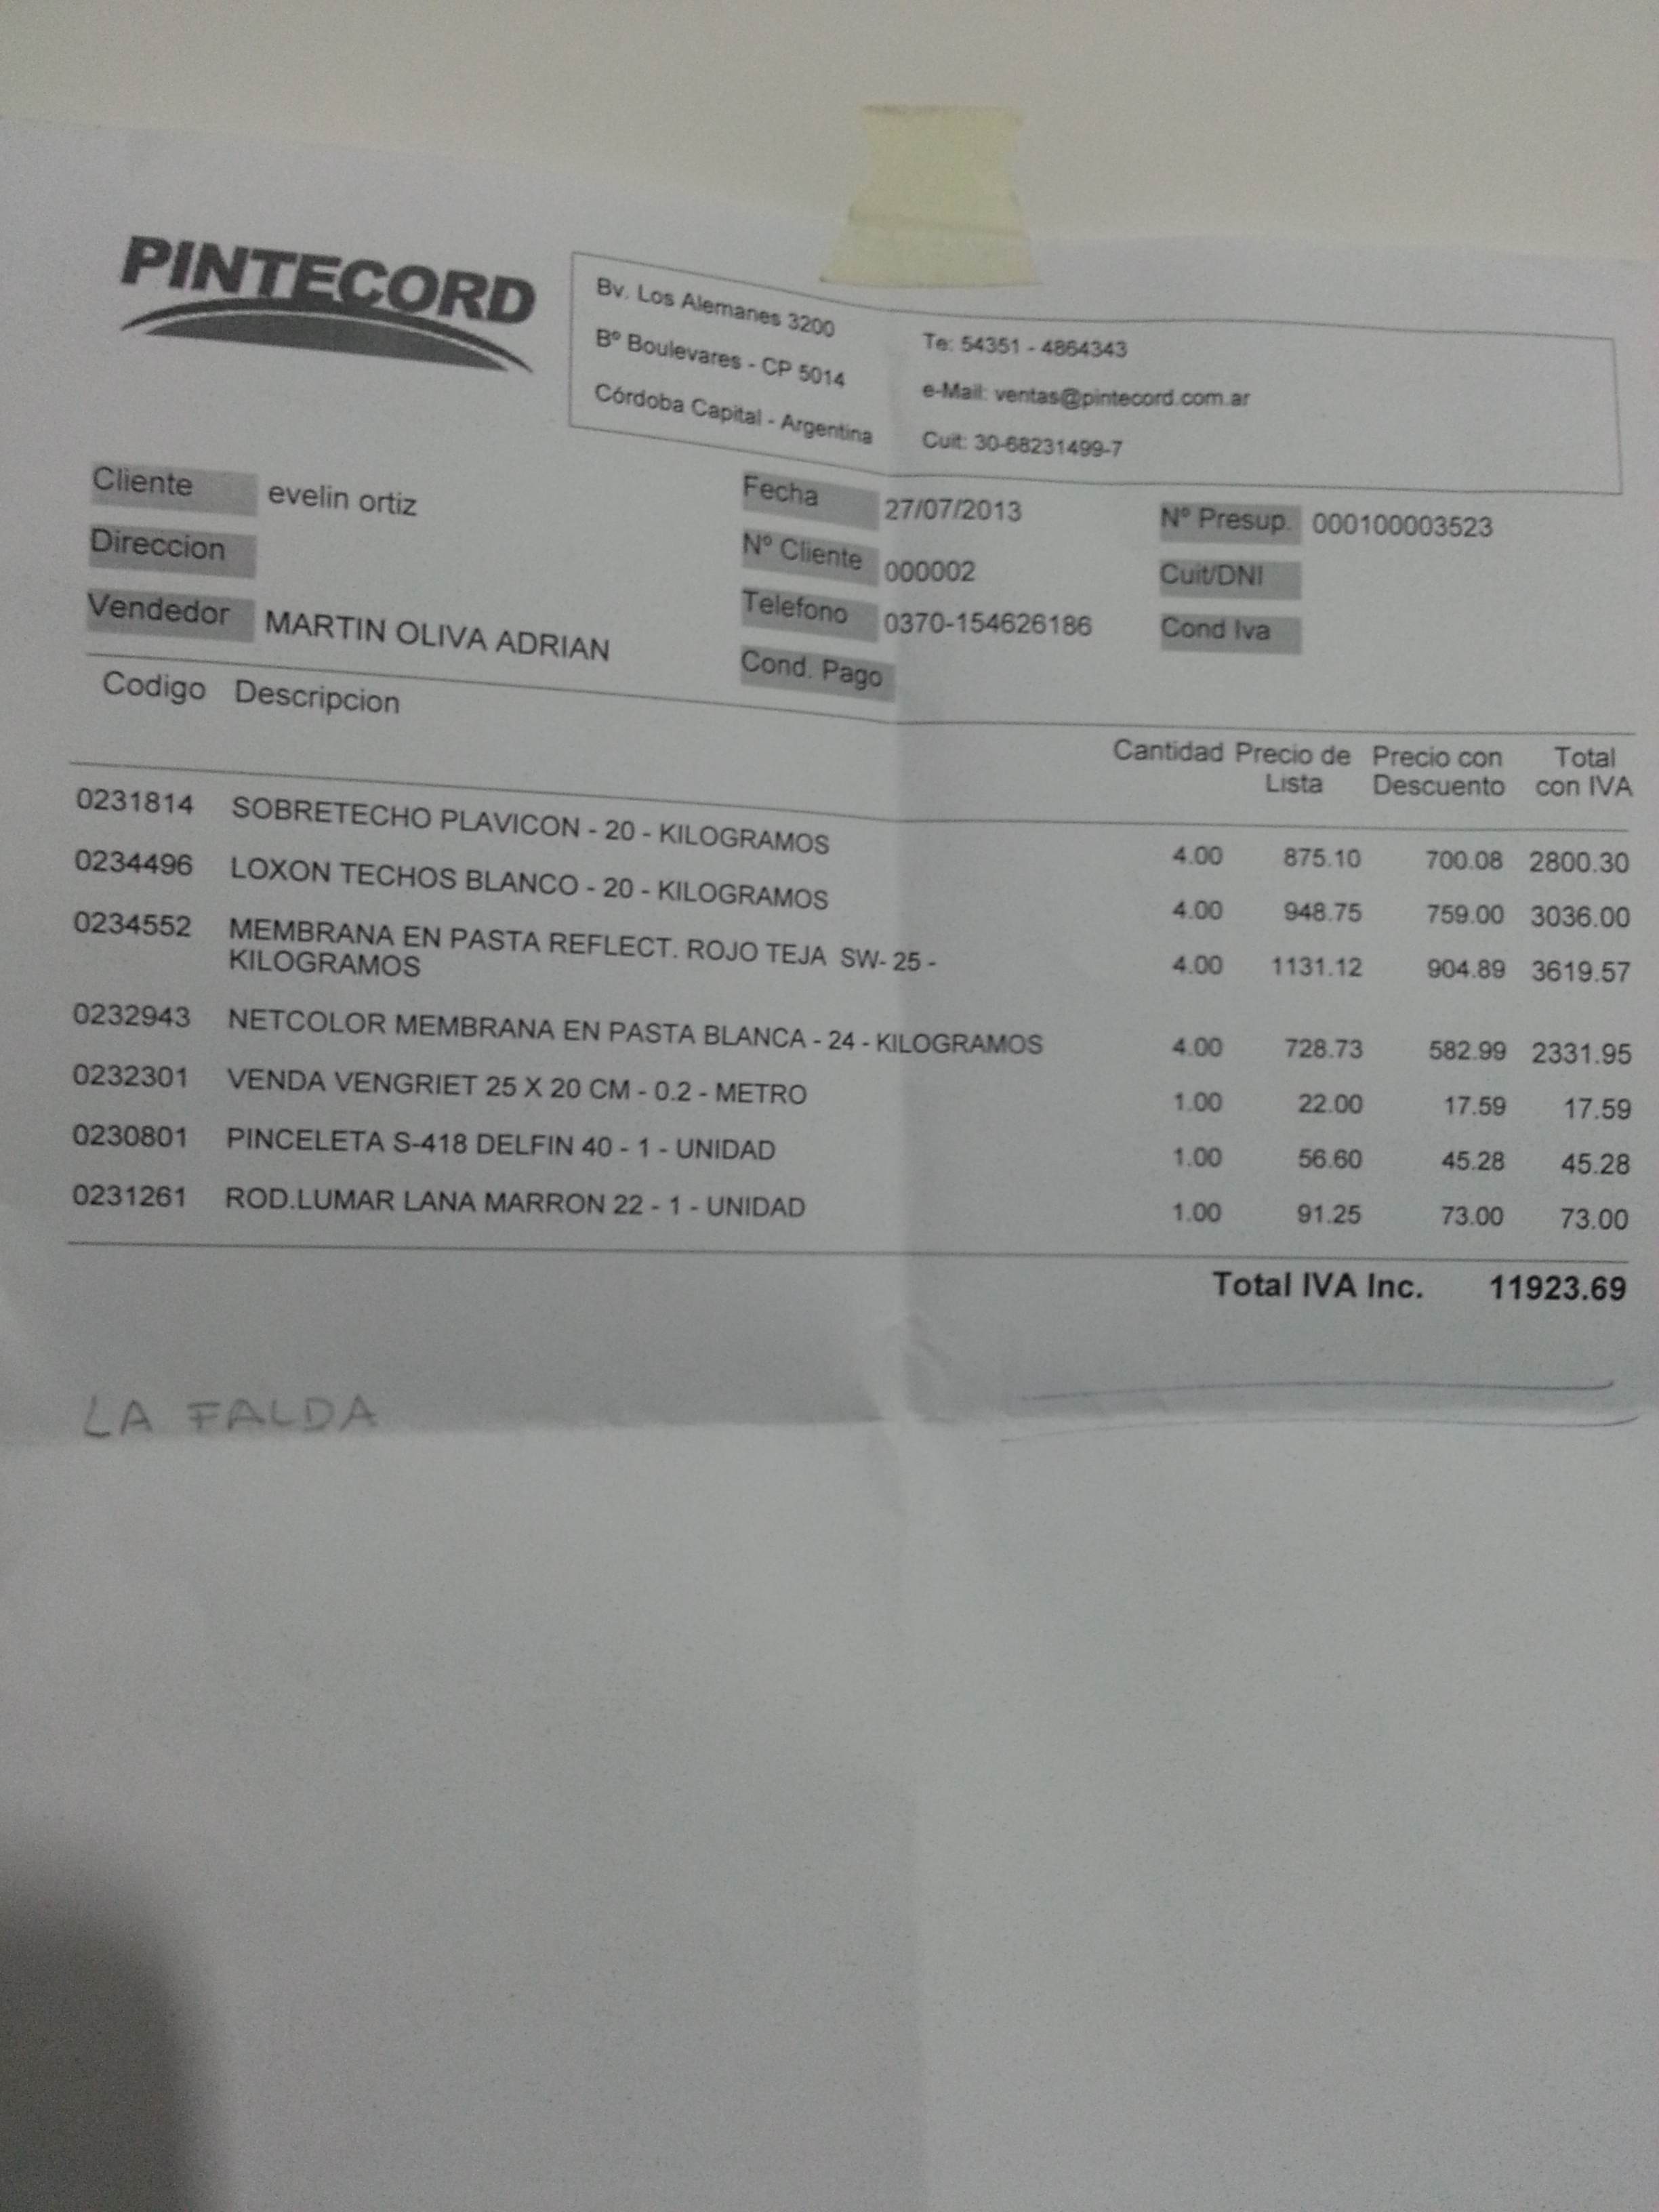 PINTECORD
Bv. Los Alemanes 3200
Bº Boulevares - CP 5014
Córdoba Capital - Argentina
Te: 54351 - 4864343
e-Mail: ventas@pintecord.com.ar
Cuit: 30-68231499-7
Cliente evelin ortiz
Direccion
Vendedor MARTIN OLIVA ADRIAN
Fecha 27/07/2013
Nº Cliente 000002
Telefono 0370-154626186
Cond. Pago
Nº Presup. 000100003523
Cuit/DNI
Cond Iva
Codigo Descripcion Cantidad Precio de Lista Precio con Descuento Total con IVA
0231814 SOBRETECHO PLAVICON - 20 - KILOGRAMOS 4.00 875.10 700.08 2800.30
0234496 LOXON TECHOS BLANCO - 20 - KILOGRAMOS 4.00 948.75 759.00 3036.00
0234552 MEMBRANA EN PASTA REFLECT. ROJO TEJA SW- 25 - 4.00 1131.12 904.89 3619.57
KILOGRAMOS
0232943 NETCOLOR MEMBRANA EN PASTA BLANCA - 24 - KILOGRAMOS 4.00 728.73 582.99 2331.95
0232301 VENDA VENGRIET 25 X 20 CM - 0.2 - METRO 1.00 22.00 17.59 17.59
0230801 PINCELETA S-418 DELFIN 40 - 1 - UNIDAD 1.00 56.60 45.28 45.28
0231261 ROD.LUMAR LANA MARRON 22 - 1 - UNIDAD 1.00 91.25 73.00 73.00
Total IVA Inc. 11923.69
LA FALDA